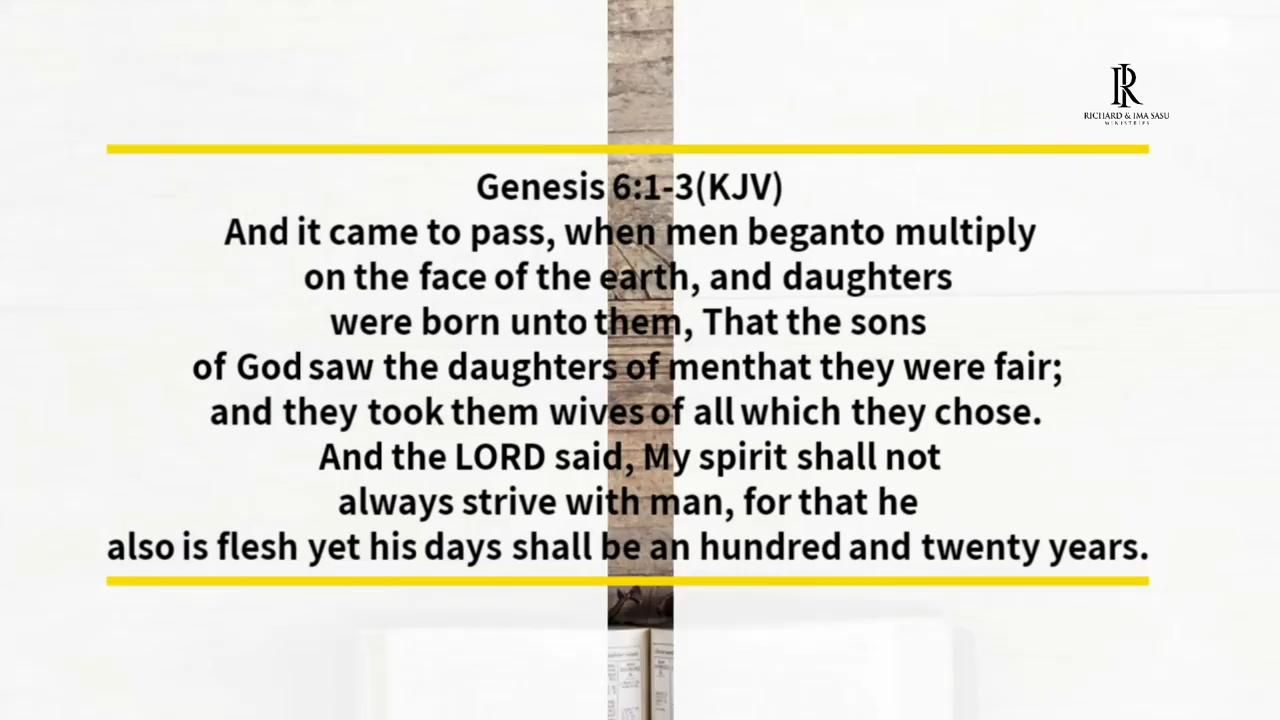 RICHARD & IMA SASU
MINISTRIES
Genesis 6:1-3(KJV)
And it came to pass, when men beganto multiply
on the face of the earth, and daughters
were born unto them, That the sons
of God saw the daughters of menthat they were fair;
and they took them wives of all which they chose.
And the LORD said, My spirit shall not
always strive with man, for that he
also is flesh yet his days shall be an hundred and twenty years.